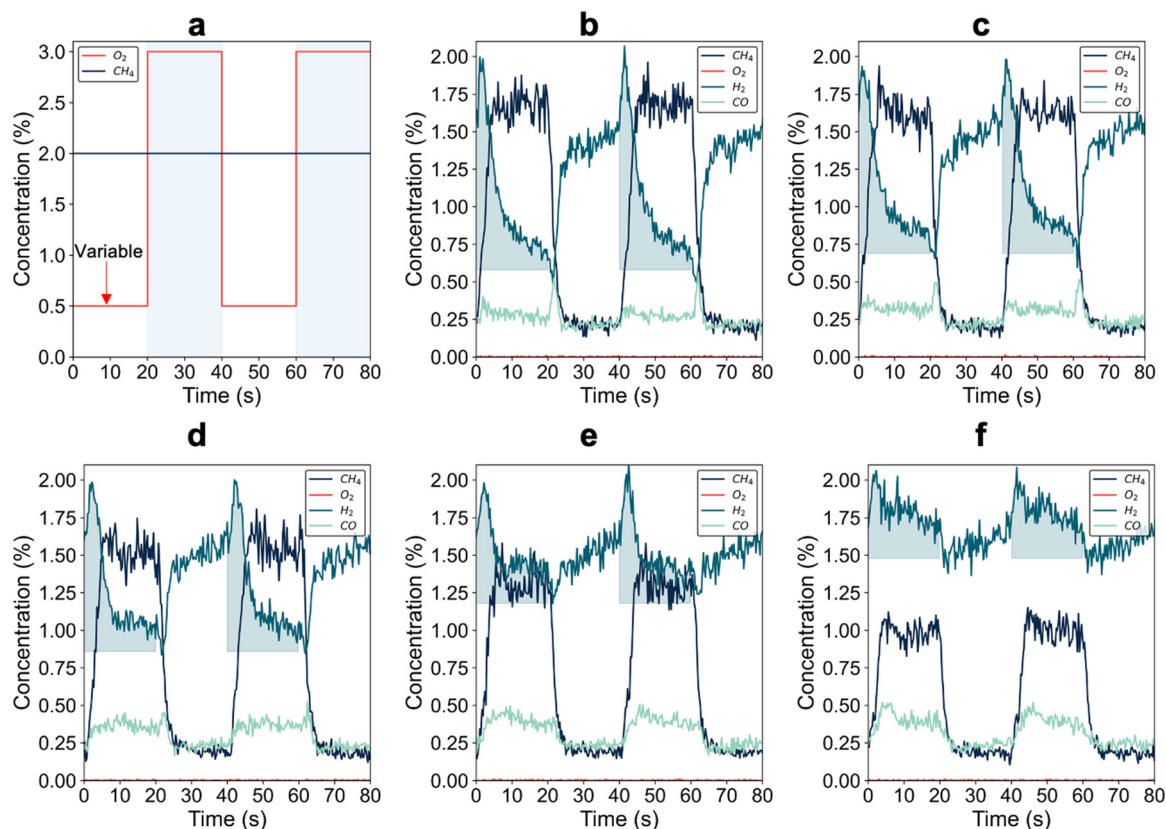 a
Concentration (%)
3.0
2.5
2.0
1.5
1.0
0.5
0.0
O₂
CH₄
Variable
0 10 20 30 40 50 60 70 80
Time (s)
b
Concentration (%)
2.00
1.75
1.50
1.25
1.00
0.75
0.50
0.25
0.00
CH₄
O₂
H₂
CO
0 10 20 30 40 50 60 70 80
Time (s)
c
Concentration (%)
2.00
1.75
1.50
1.25
1.00
0.75
0.50
0.25
0.00
CH₄
O₂
H₂
CO
0 10 20 30 40 50 60 70 80
Time (s)
d
Concentration (%)
2.00
1.75
1.50
1.25
1.00
0.75
0.50
0.25
0.00
CH₄
O₂
H₂
CO
0 10 20 30 40 50 60 70 80
Time (s)
e
Concentration (%)
2.00
1.75
1.50
1.25
1.00
0.75
0.50
0.25
0.00
CH₄
O₂
H₂
CO
0 10 20 30 40 50 60 70 80
Time (s)
f
Concentration (%)
2.00
1.75
1.50
1.25
1.00
0.75
0.50
0.25
0.00
CH₄
O₂
H₂
CO
0 10 20 30 40 50 60 70 80
Time (s)